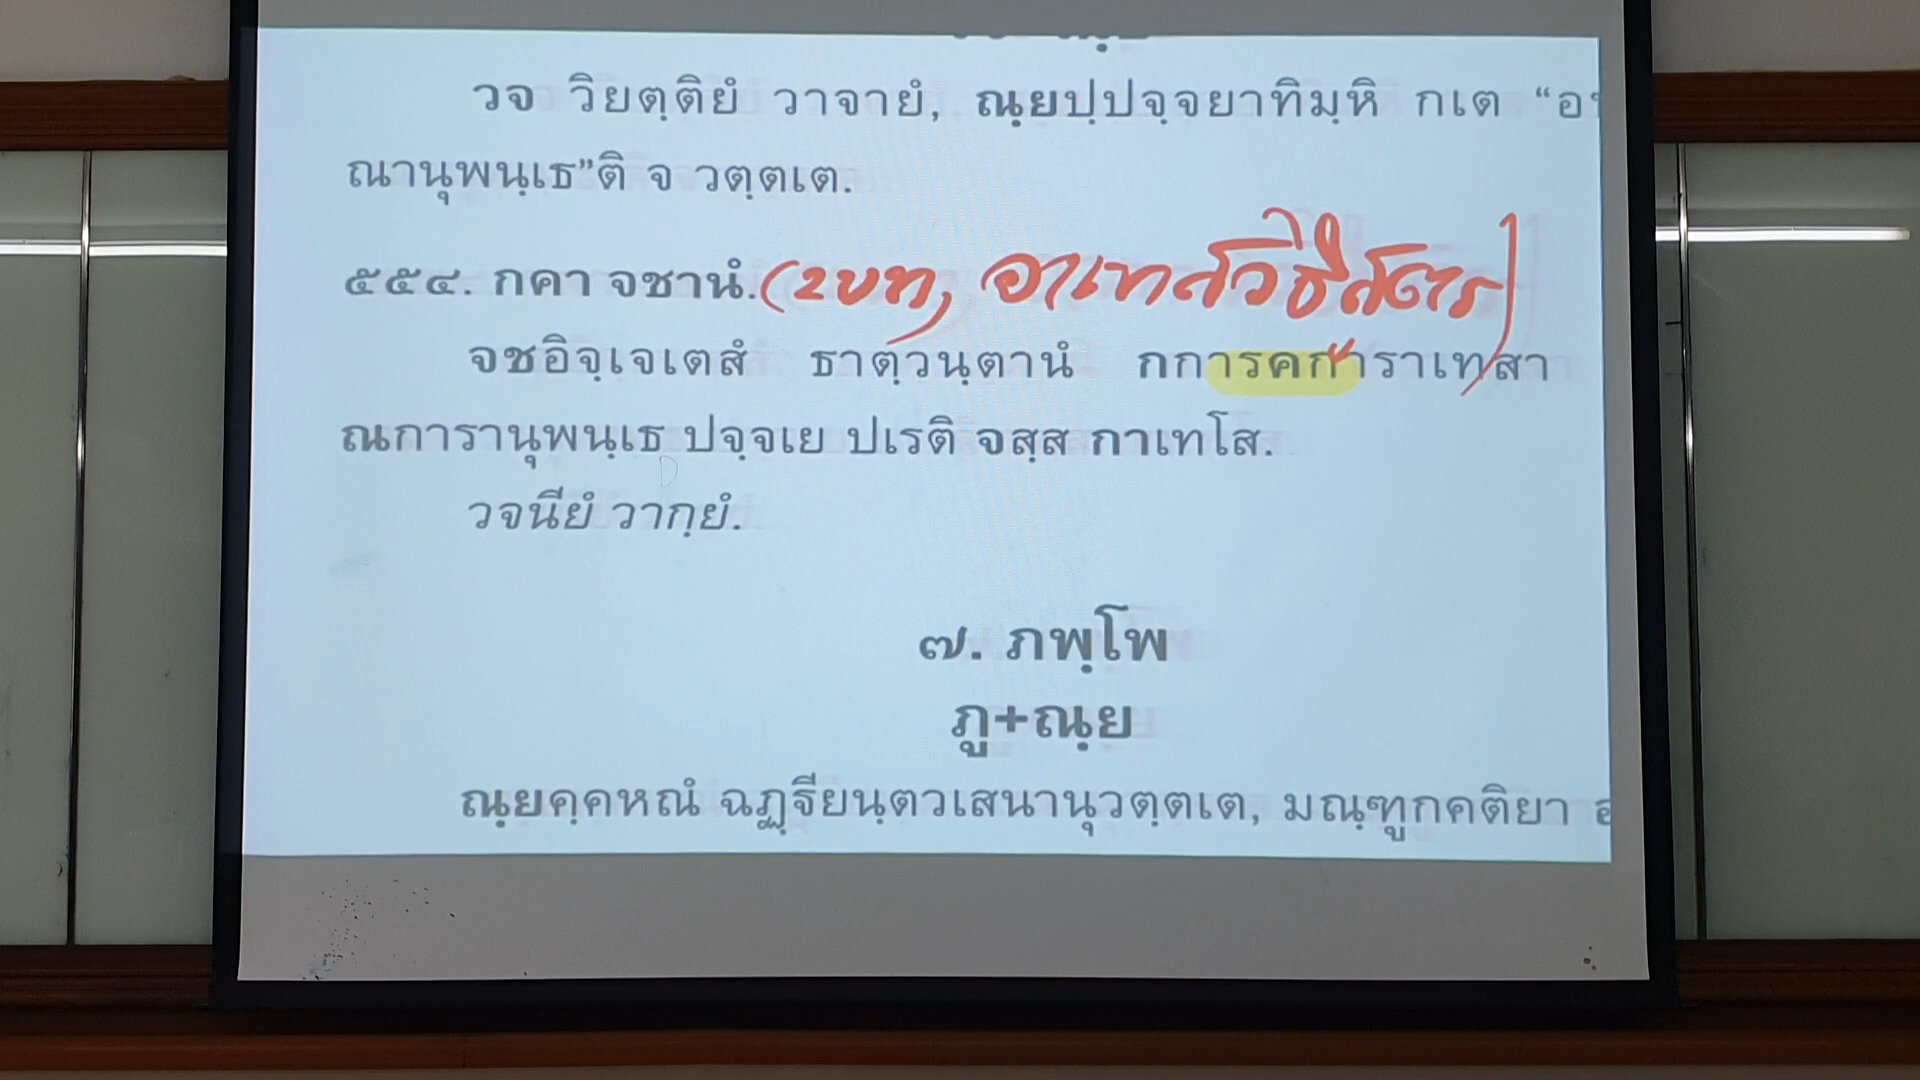 วจ วิยตฺติยํ วาจายํ, ณฺยปฺปจฺจยาทิมฺหิ กเต “อ
ณานุพนฺเธ”ติ จ วตฺตเต.
๕๕๔. กคา จชานํ. (2บท, อาเทสวิธีสูตร)
จชอิจฺเจเตสํ ธาตฺวนฺตานํ กการคการาเทสา
ณการานุพนฺเธ ปจฺจเย ปเรติ จสฺส กาเทโส.
วจนียํ วากฺยํ.
๗. ภพฺโพ
ภู+ณฺย
ณฺยคฺคหณํ ฉฏฺฐียนฺตวเสนานุวตฺตเต, มณฺฑูกคติยา